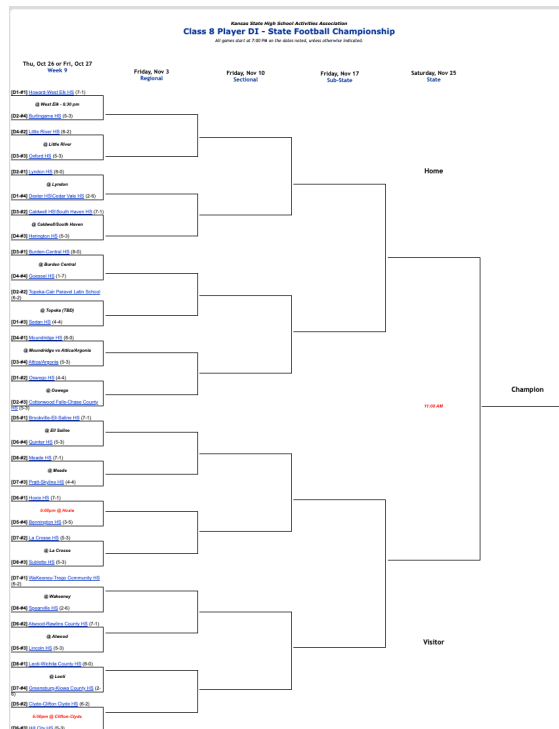 Kansas State High School Activities Association
Class 8 Player DI - State Football Championship
All games start at 7:00 PM on the dates noted, unless otherwise indicated.
Thu, Oct 26 or Fri, Oct 27
Week 9
Friday, Nov 3
Regional
Friday, Nov 10
Sectional
Friday, Nov 17
Sub-State
Saturday, Nov 25
State
[D1-#1] Howard-West Elk HS (7-1)
@ West Elk - 6:30 pm
[D2-#4] Burlingame HS (5-3)
[D4-#2] Little River HS (6-2)
@ Little River
[D3-#3] Oxford HS (5-3)
[D2-#1] Lyndon HS (8-0)
@ Lyndon
[D1-#4] Dexter HS/Cedar Vale HS (2-6)
[D3-#2] Caldwell HS/South Haven HS (7-1)
@ Caldwell/South Haven
[D4-#3] Herington HS (5-3)
[D3-#1] Burden-Central HS (8-0)
@ Burden Central
[D4-#4] Goessel HS (1-7)
[D2-#2] Topeka-Cair Paravel Latin School
(6-2)
@ Topeka (TBD)
[D1-#3] Sedan HS (4-4)
[D4-#1] Moundridge HS (8-0)
@ Moundridge vs Attica/Argonia
[D3-#4] Attica/Argonia (5-3)
[D1-#2] Oswego HS (4-4)
@ Oswego
[D2-#3] Cottonwood Falls-Chase County
HS (5-3)
[D5-#1] Brookville-Ell-Saline HS (7-1)
@ Ell Saline
[D6-#4] Quinter HS (5-3)
[D8-#2] Meade HS (7-1)
@ Meade
[D7-#3] Pratt-Skyline HS (4-4)
[D6-#1] Hoxie HS (7-1)
[D5-#4] Bennington HS (3-5)
[D7-#2] La Crosse HS (5-3)
@ La Crosse
[D8-#3] Sublette HS (5-3)
[D7-#1] WaKeeney-Trego Community HS
(6-2)
@ Wakeeney
[D8-#4] Spearville HS (2-6)
[D6-#2] Atwood-Rawlins County HS (7-1)
@ Atwood
[D5-#3] Lincoln HS (5-3)
[D8-#1] Leoti-Wichita County HS (8-0)
@ Leoti
[D7-#4] Greensburg-Kiowa County HS (2-
6)
[D5-#2] Clyde-Clifton Clyde HS (6-2)
5:00pm @ Clifton-Clyde
[D6-#3] Hill City HS (5-3)
Home
Champion
11:00 AM
Visitor